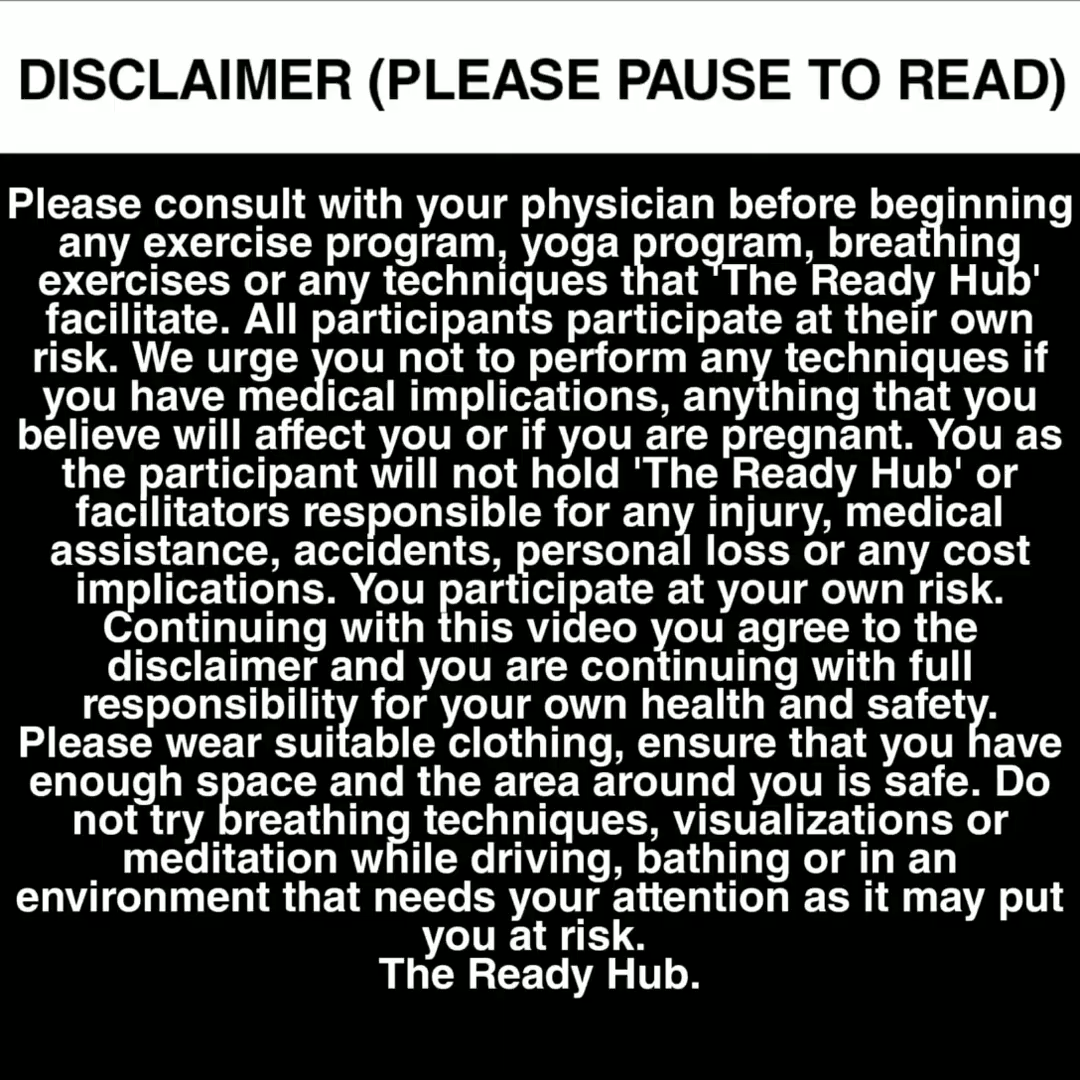 DISCLAIMER (PLEASE PAUSE TO READ)
Please consult with your physician before beginning
any exercise program, yoga program, breathing
exercises or any techniques that 'The Ready Hub'
facilitate. All participants participate at their own
risk. We urge you not to perform any techniques if
you have medical implications, anything that you
believe will affect you or if you are pregnant. You as
the participant will not hold 'The Ready Hub' or
facilitators responsible for any injury, medical
assistance, accidents, personal loss or any cost
implications. You participate at your own risk.
Continuing with this video you agree to the
disclaimer and you are continuing with full
responsibility for your own health and safety.
Please wear suitable clothing, ensure that you have
enough space and the area around you is safe. Do
not try breathing techniques, visualizations or
meditation while driving, bathing or in an
environment that needs your attention as it may put
you at risk.
The Ready Hub.